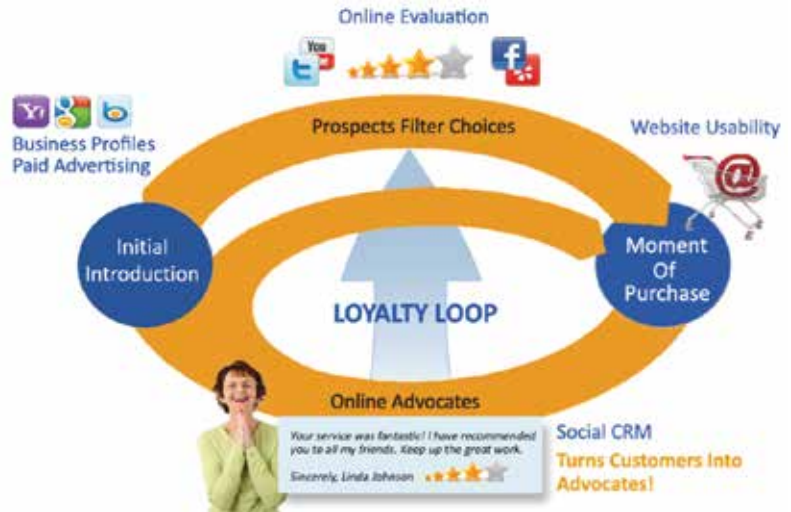 Online Evaluation
You
Prospects Filter Choices
Business Profiles
Paid Advertising
Website Usability
@
Initial
Introduction
Moment
Of
Purchase
LOYALTY LOOP
Online Advocates
Your service was fantastic! I have recommended
you to all my friends. Keep up the great work.
Sincerely, Linda Johnson
Social CRM
Turns Customers Into
Advocates!